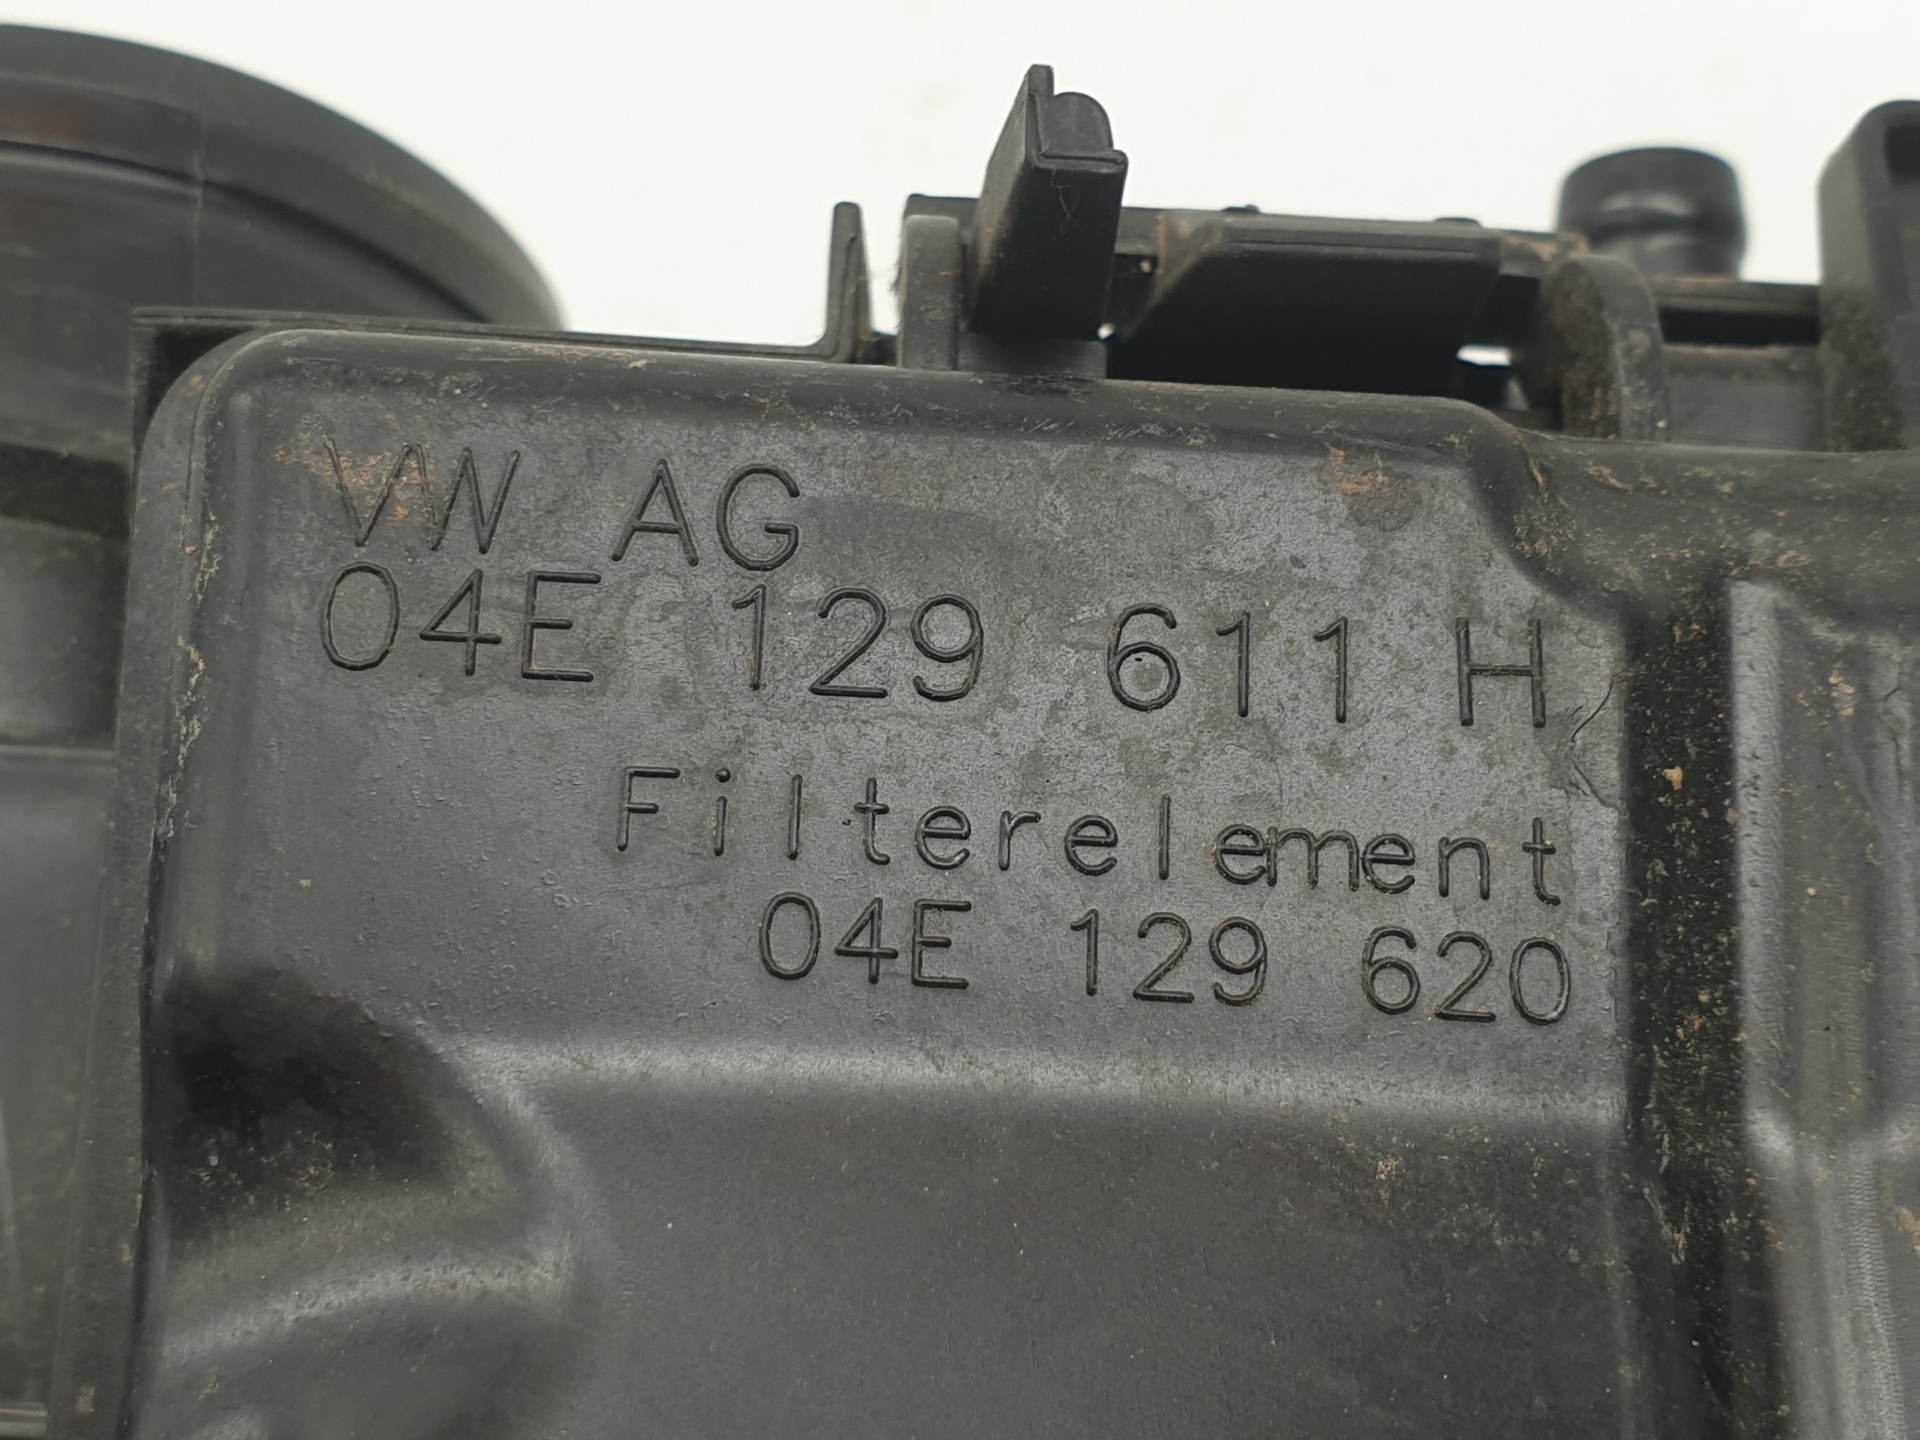 VW AG
04E 129 611 H
Filterelement
04E 129 620